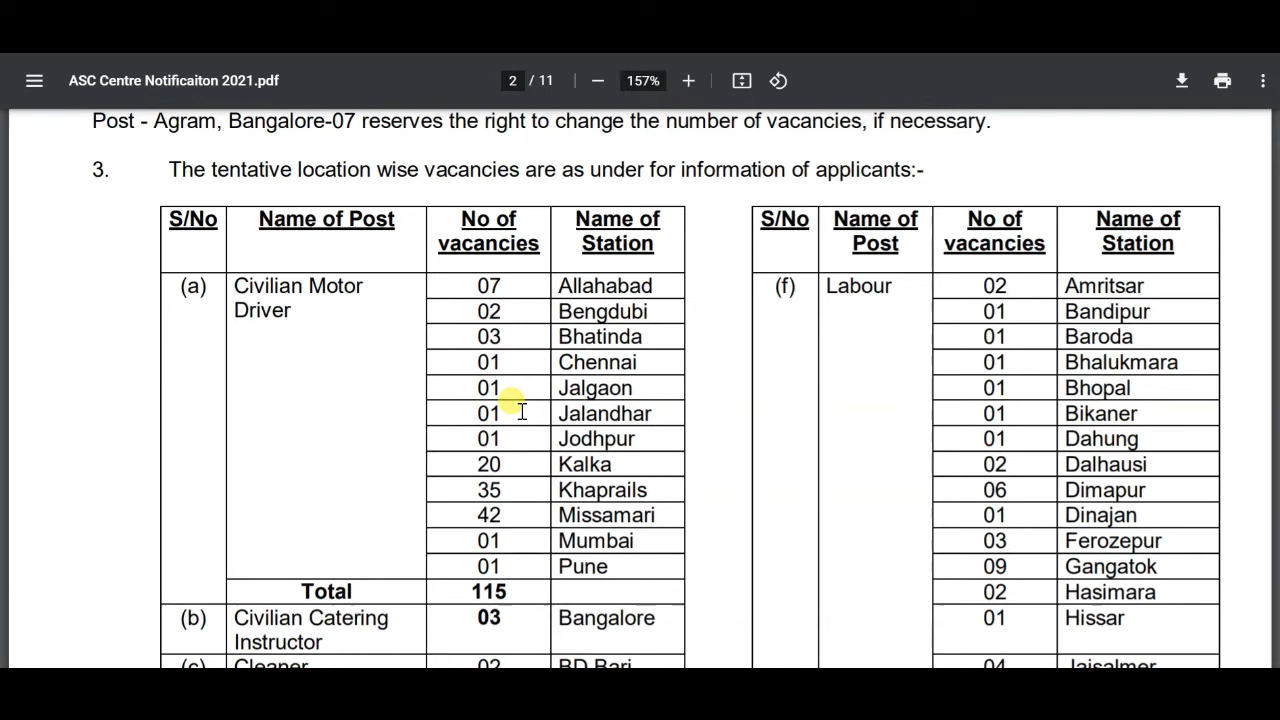 ASC Centre Notificaiton 2021.pdf 2 / 11 157%
Post - Agram, Bangalore-07 reserves the right to change the number of vacancies, if necessary.
3. The tentative location wise vacancies are as under for information of applicants:-
S/No Name of Post No of vacancies Name of Station
(a) Civilian Motor Driver 07 Allahabad
02 Bengdubi
03 Bhatinda
01 Chennai
01 Jalgaon
01 Jalandhar
01 Jodhpur
20 Kalka
35 Khaprails
42 Missamari
01 Mumbai
01 Pune
Total 115
(b) Civilian Catering Instructor 03 Bangalore
(c) Cleaner 02 BD Bari
S/No Name of Post No of vacancies Name of Station
(f) Labour 02 Amritsar
01 Bandipur
01 Baroda
01 Bhalukmara
01 Bhopal
01 Bikaner
01 Dahung
02 Dalhausi
06 Dimapur
01 Dinajan
03 Ferozepur
09 Gangatok
02 Hasimara
01 Hissar
04 Jaisalmer